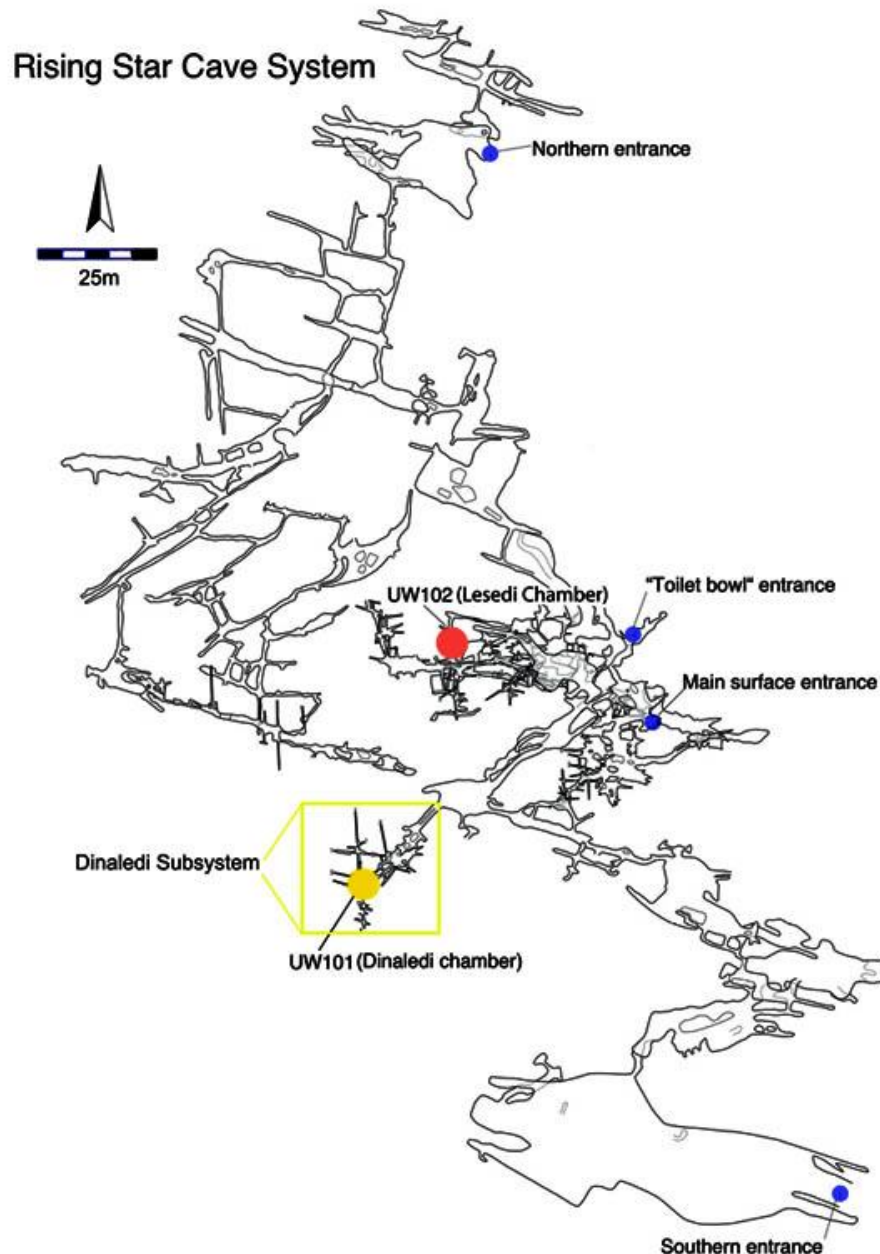 Rising Star Cave System
Northern entrance
25m
"Toilet bowl" entrance
UW102 (Lesedi Chamber)
Main surface entrance
Dinaledi Subsystem
UW101 (Dinaledi chamber)
Southern entrance